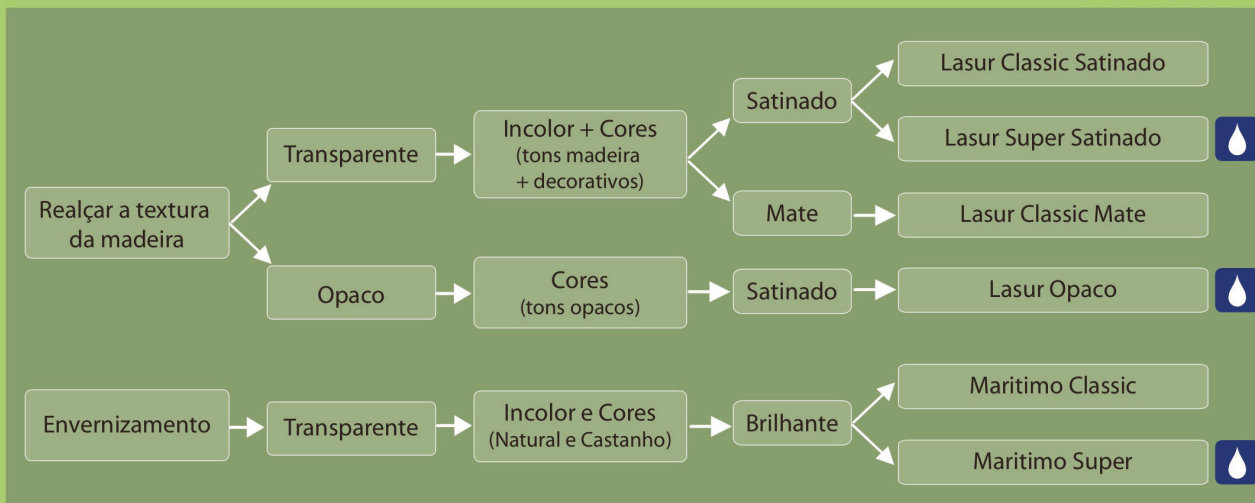 Realçar a textura
da madeira
Transparente
Incolor + Cores
(tons madeira
+ decorativos)
Satinado
Lasur Classic Satinado
Lasur Super Satinado
Mate
Lasur Classic Mate
Opaco
Cores
(tons opacos)
Satinado
Lasur Opaco
Envernizamento
Transparente
Incolor e Cores
(Natural e Castanho)
Brilhante
Maritimo Classic
Maritimo Super